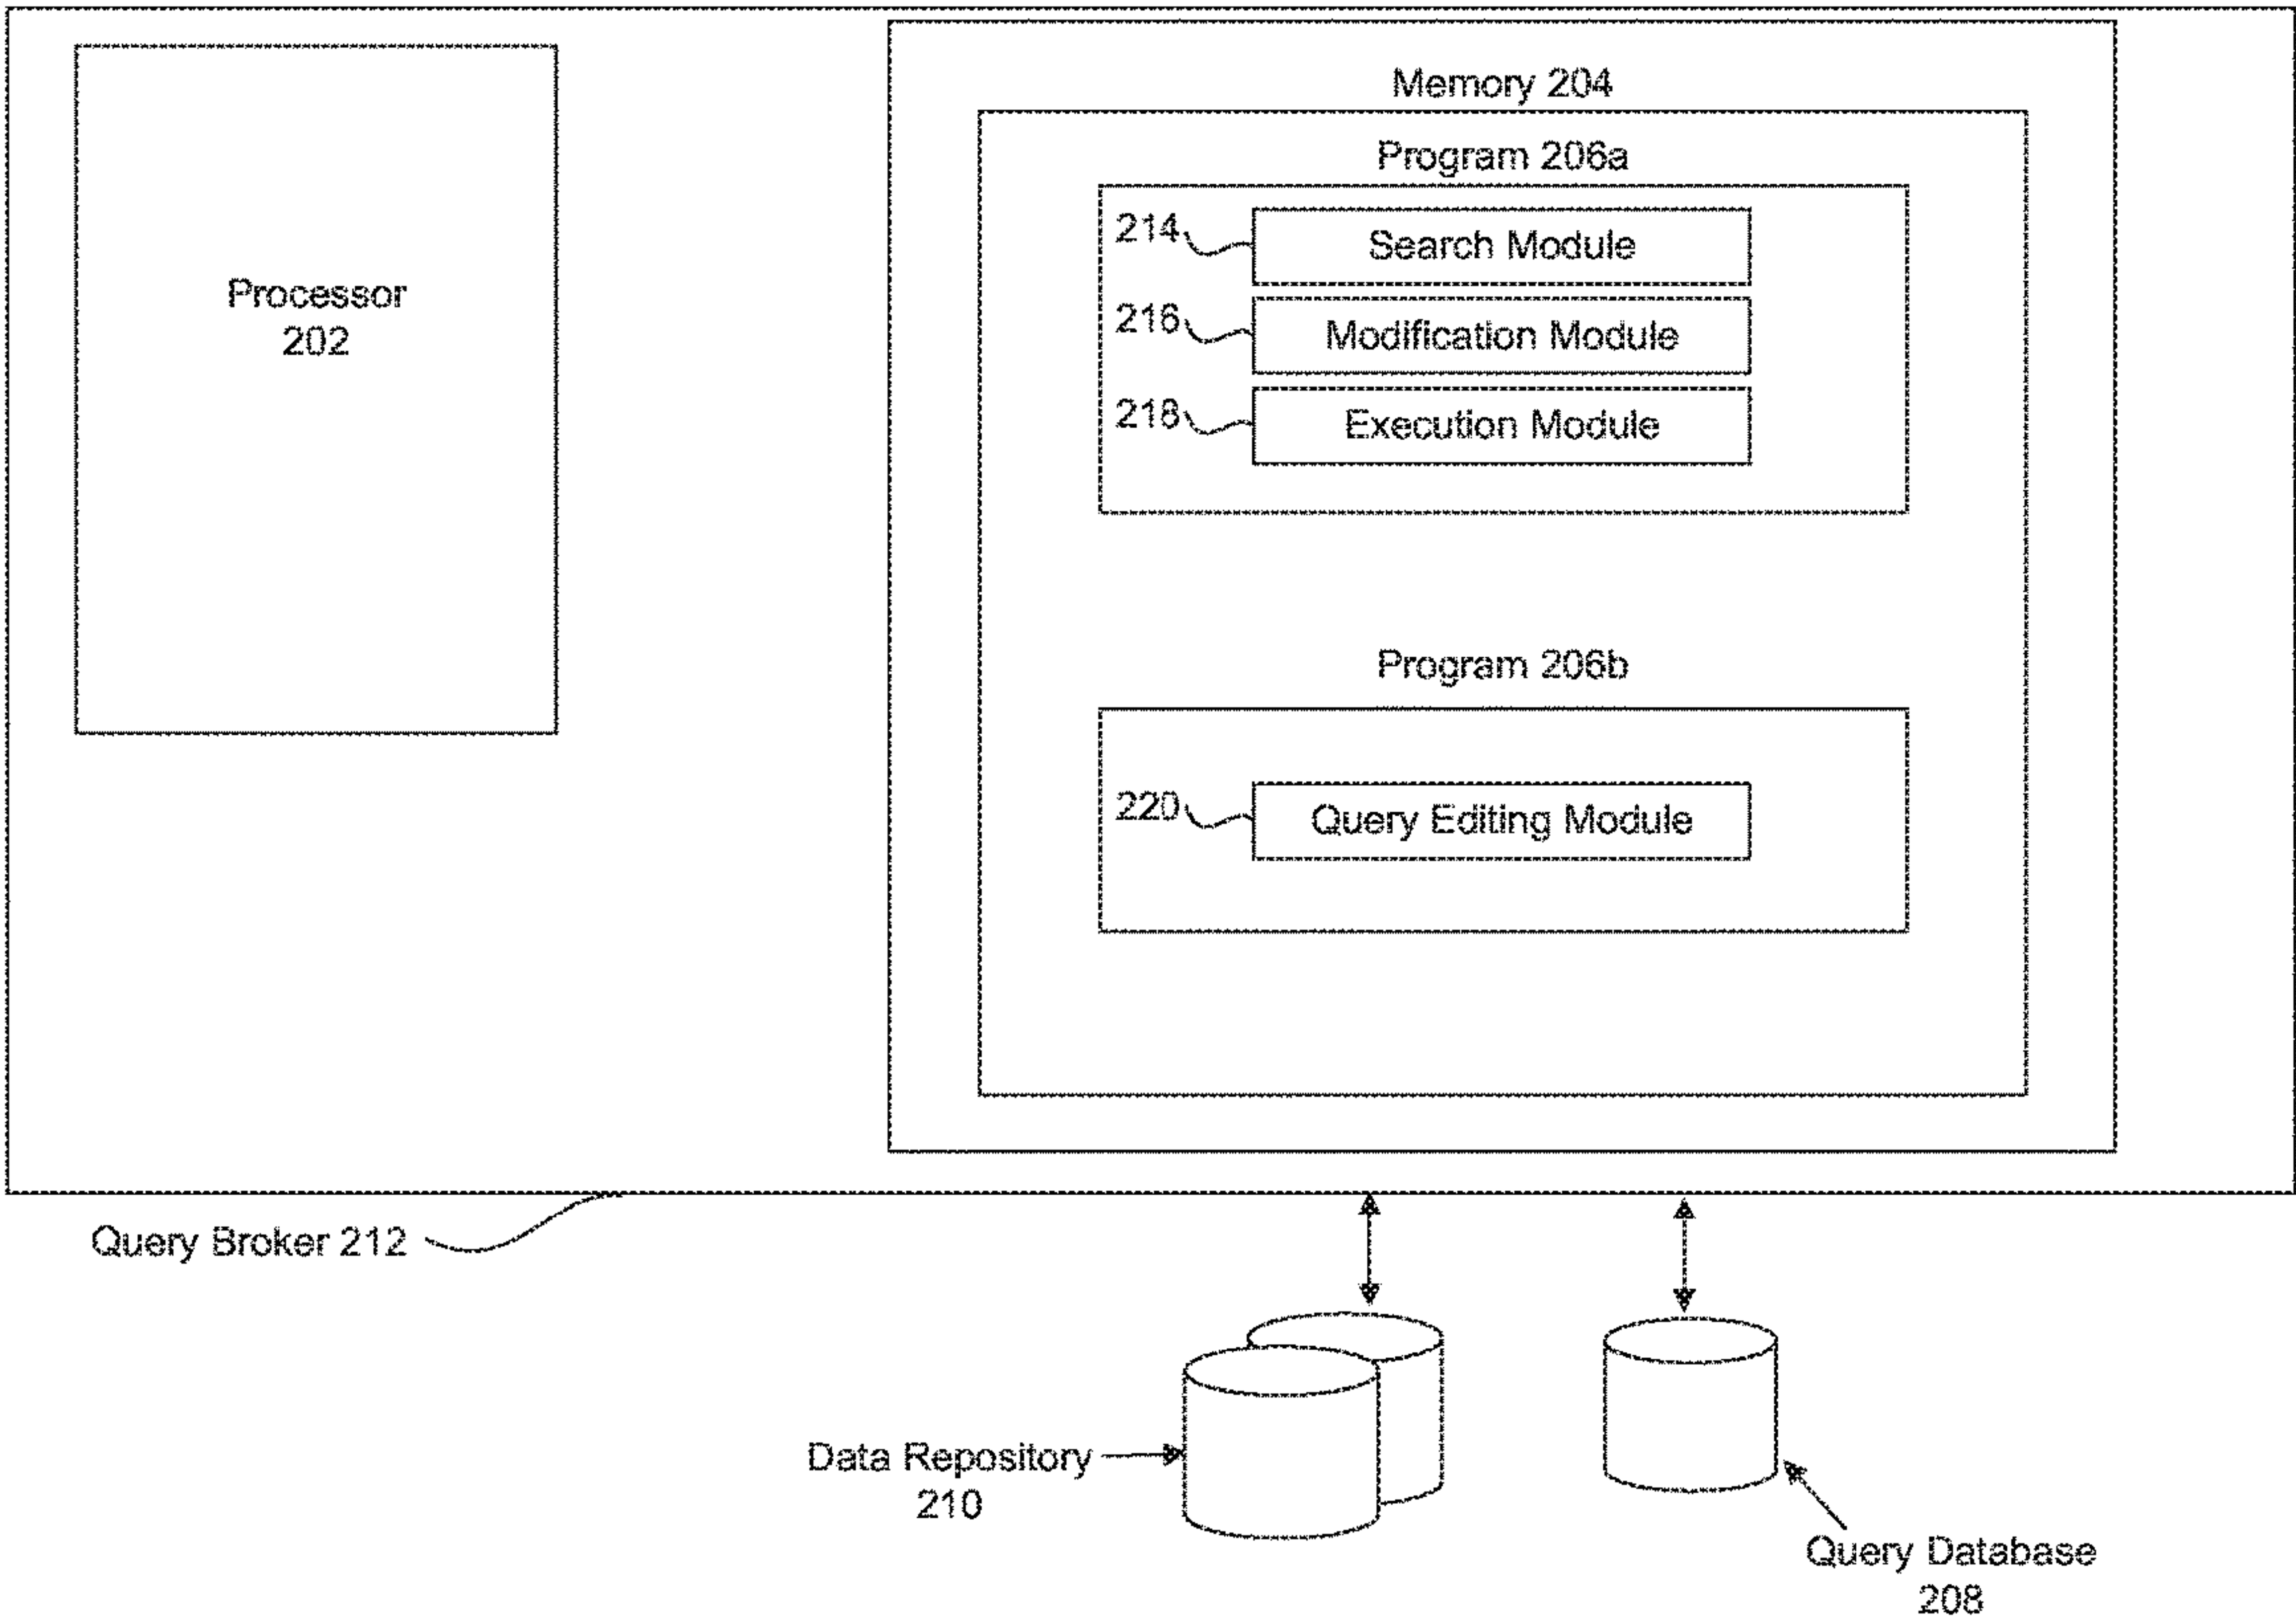 Memory 204
Program 206a
Processor
202
214
Search Module
216
Modification Module
218
Execution Module
Program 206b
220
Query Editing Module
Query Broker 212
Data Repository
210
Query Database
208